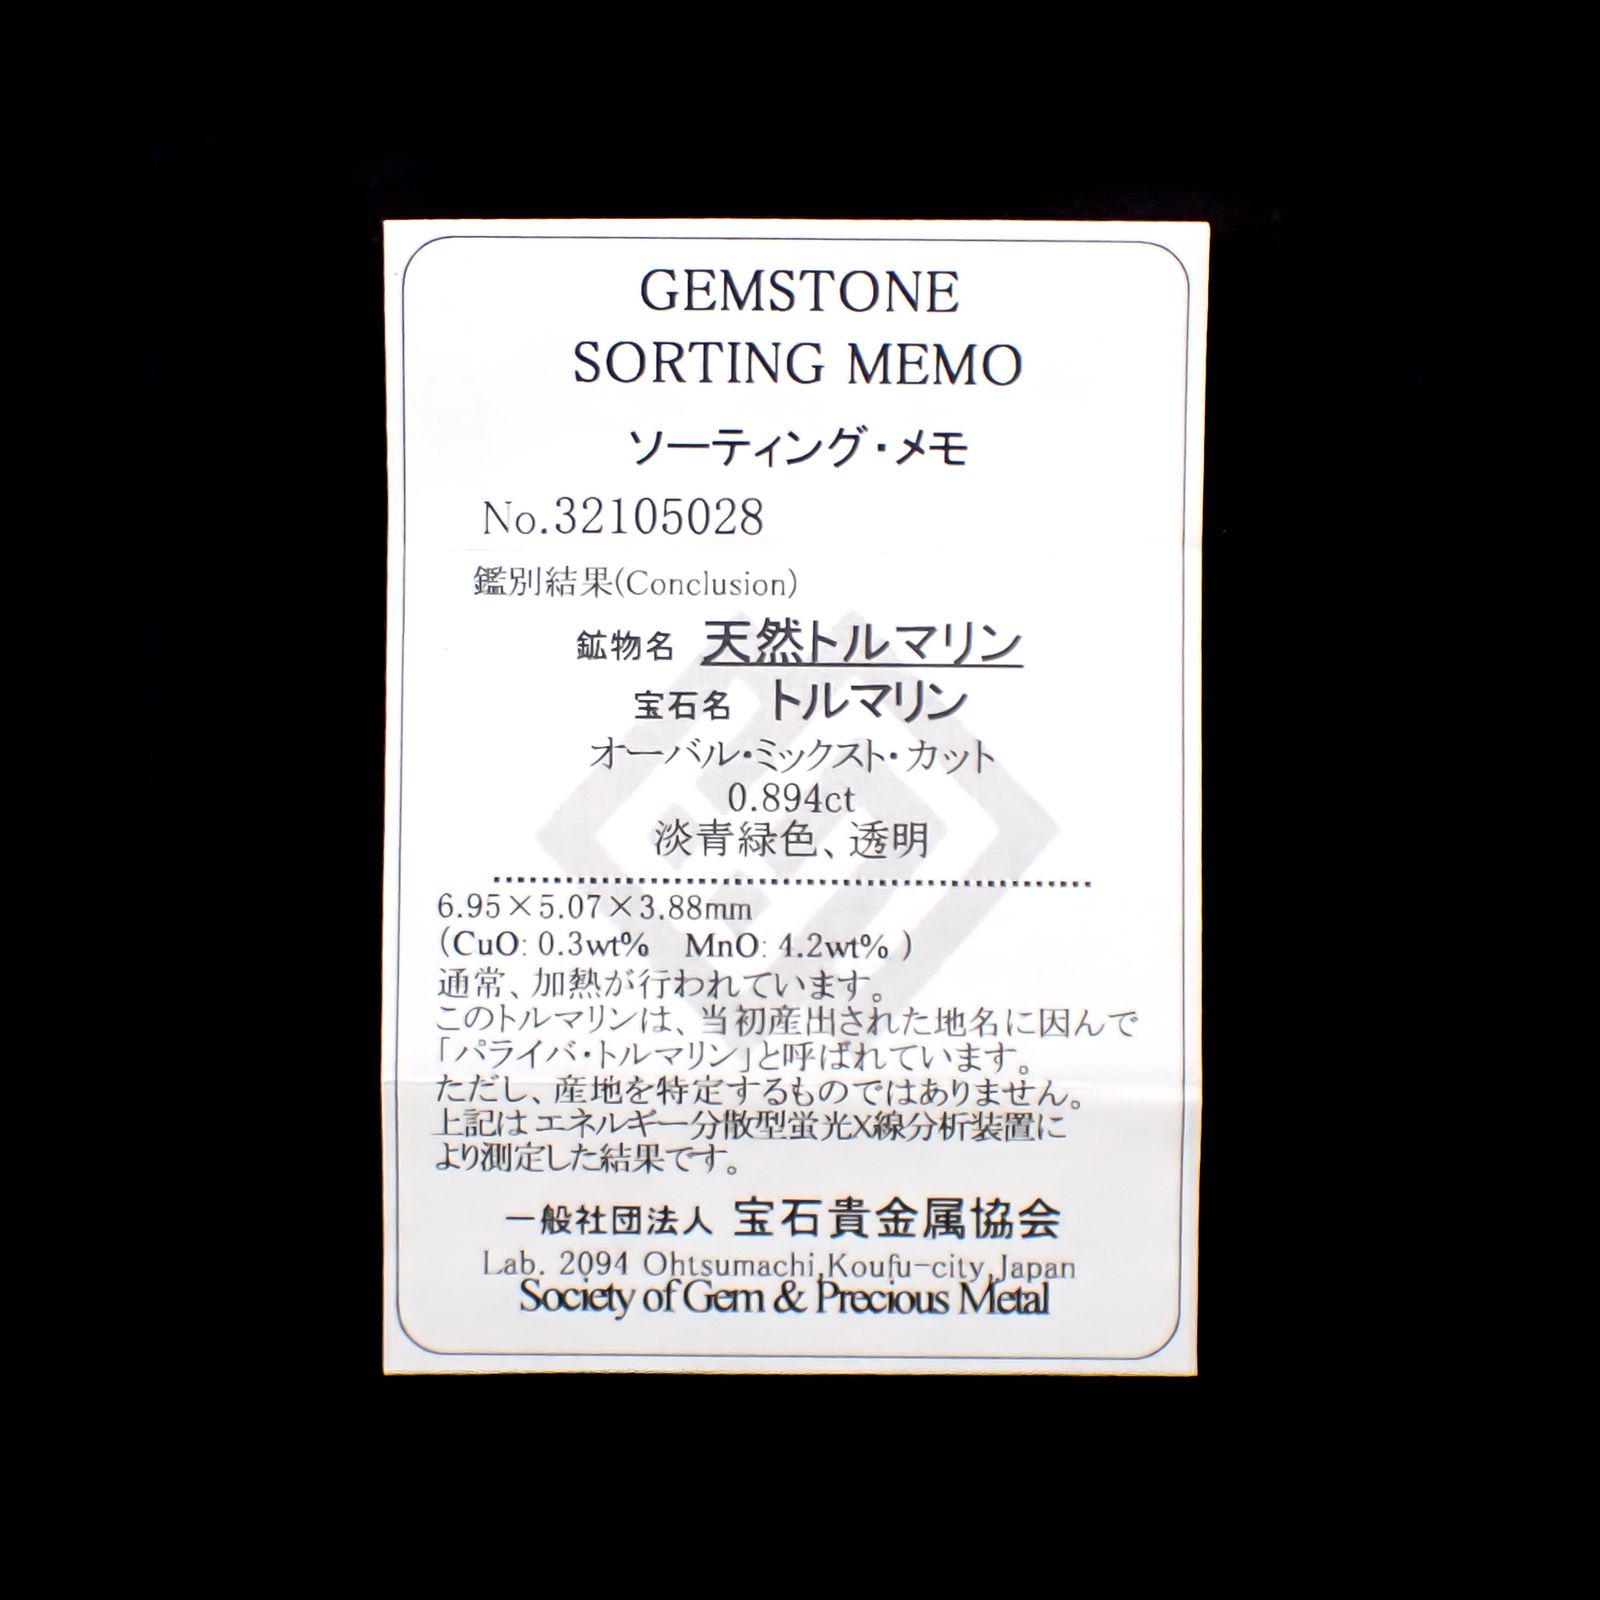 GEMSTONE
SORTING MEMO
ソーティング・メモ
No.32105028
鑑別結果(Conclusion)
鉱物名 天然トルマリン
宝石名 トルマリン
オーバル・ミックスト・カット
0.894ct
淡青緑色、透明
6.95×5.07×3.88mm
(CuO: 0.3wt% MnO: 4.2wt% )
通常、加熱が行われています。
このトルマリンは、当初産出された地名に因んで
「パライバ・トルマリン」と呼ばれています。
ただし、産地を特定するものではありません。
上記はエネルギー分散型蛍光X線分析装置に
より測定した結果です。
一般社団法人 宝石貴金属協会
Lab. 2094 Ohtsumachi,Koufu-city,Japan
Society of Gem & Precious Metal